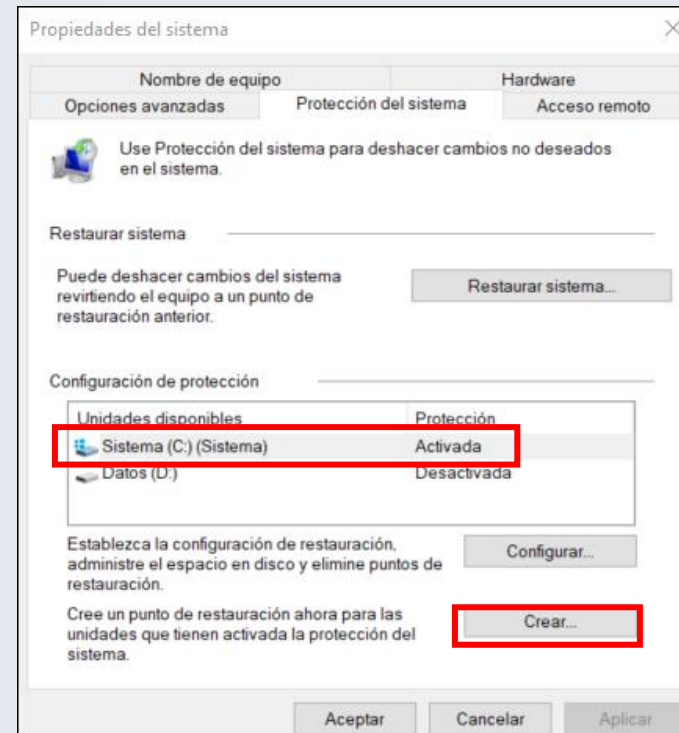 Propiedades del sistema
Nombre de equipo
Hardware
Opciones avanzadas
Protección del sistema
Acceso remoto
Use Protección del sistema para deshacer cambios no deseados
en el sistema.
Restaurar sistema
Puede deshacer cambios del sistema
revirtiendo el equipo a un punto de
restauración anterior.
Restaurar sistema...
Configuración de protección
Unidades disponibles
Protección
Sistema (C:) (Sistema)
Activada
Datos (D:)
Desactivada
Establezca la configuración de restauración,
administre el espacio en disco y elimine puntos de
restauración.
Configurar...
Cree un punto de restauración ahora para las
unidades que tienen activada la protección del
sistema.
Crear...
Aceptar
Cancelar
Aplicar